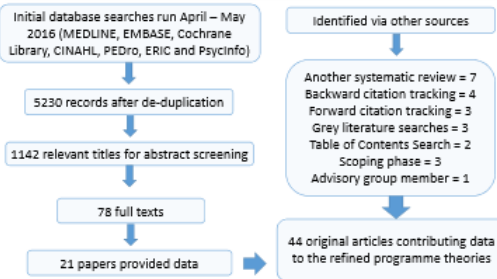 Initial database searches run April – May
2016 (MEDLINE, EMBASE, Cochrane
Library, CINAHL, PEDro, ERIC and PsycInfo)
5230 records after de-duplication
1142 relevant titles for abstract screening
78 full texts
21 papers provided data
Identified via other sources
Another systematic review = 7
Backward citation tracking = 4
Forward citation tracking = 3
Grey literature searches = 3
Table of Contents Search = 2
Scoping phase = 3
Advisory group member = 1
44 original articles contributing data
to the refined programme theories